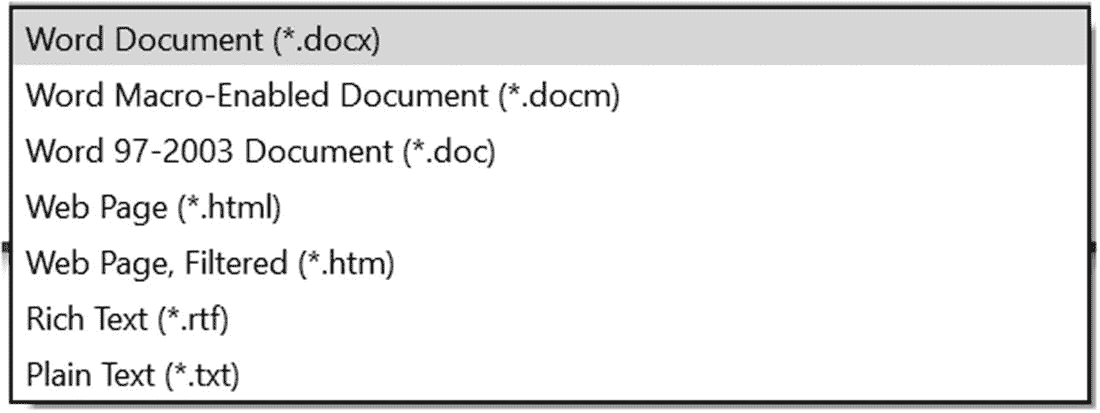 Word Document (*.docx)
Word Macro-Enabled Document (*.docm)
Word 97-2003 Document (*.doc)
Web Page (*.html)
Web Page, Filtered (*.htm)
Rich Text (*.rtf)
Plain Text (*.txt)